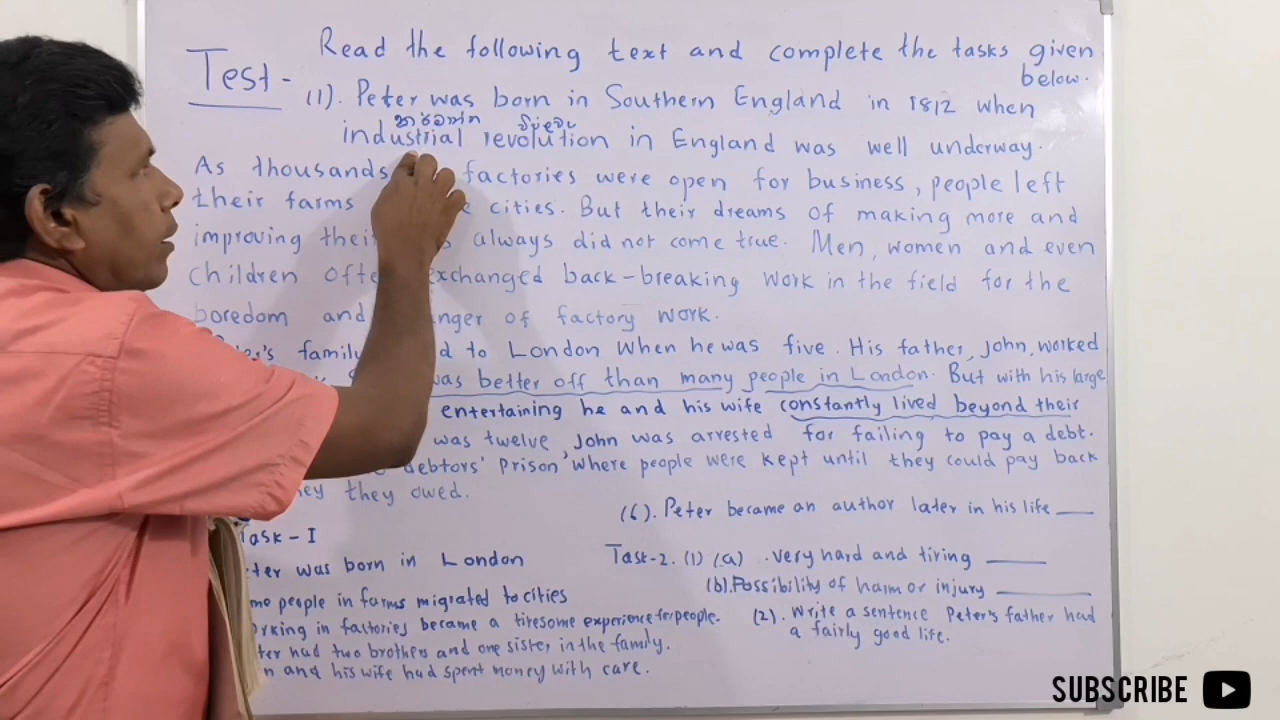 Read the following text and complete the tasks given
Test -
below.
(1). Peter was born in Southern England in 1812 when
කාර්මාන්ත විප්ලවය
industrial revolution in England was well underway.
As thousands factories were open for business, people left
their farms cities. But their dreams of making more and
improving their always did not come true. Men, women and even
children exchanged back-breaking work in the field for the
boredom and of factory work.
family to London when he was five. His father, John, worked
was better off than many people in London. But with his large
entertaining he and his wife constantly lived beyond their
was twelve, John was arrested for failing to pay a debt.
debtors' prison, where people were kept until they could pay back
they owed.
(6). Peter became an author later in his life ___
Task-I
was born in London
Task-2. (1) (a) .very hard and tiring ___
(b).Possibility of harm or injury ___
people in farms migrated to cities
in factories became a tiresome experience for people.
(2). Write a sentence Peter's father had
a fairly good life.
had two brothers and one sister in the family.
and his wife had spent money with care.
SUBSCRIBE